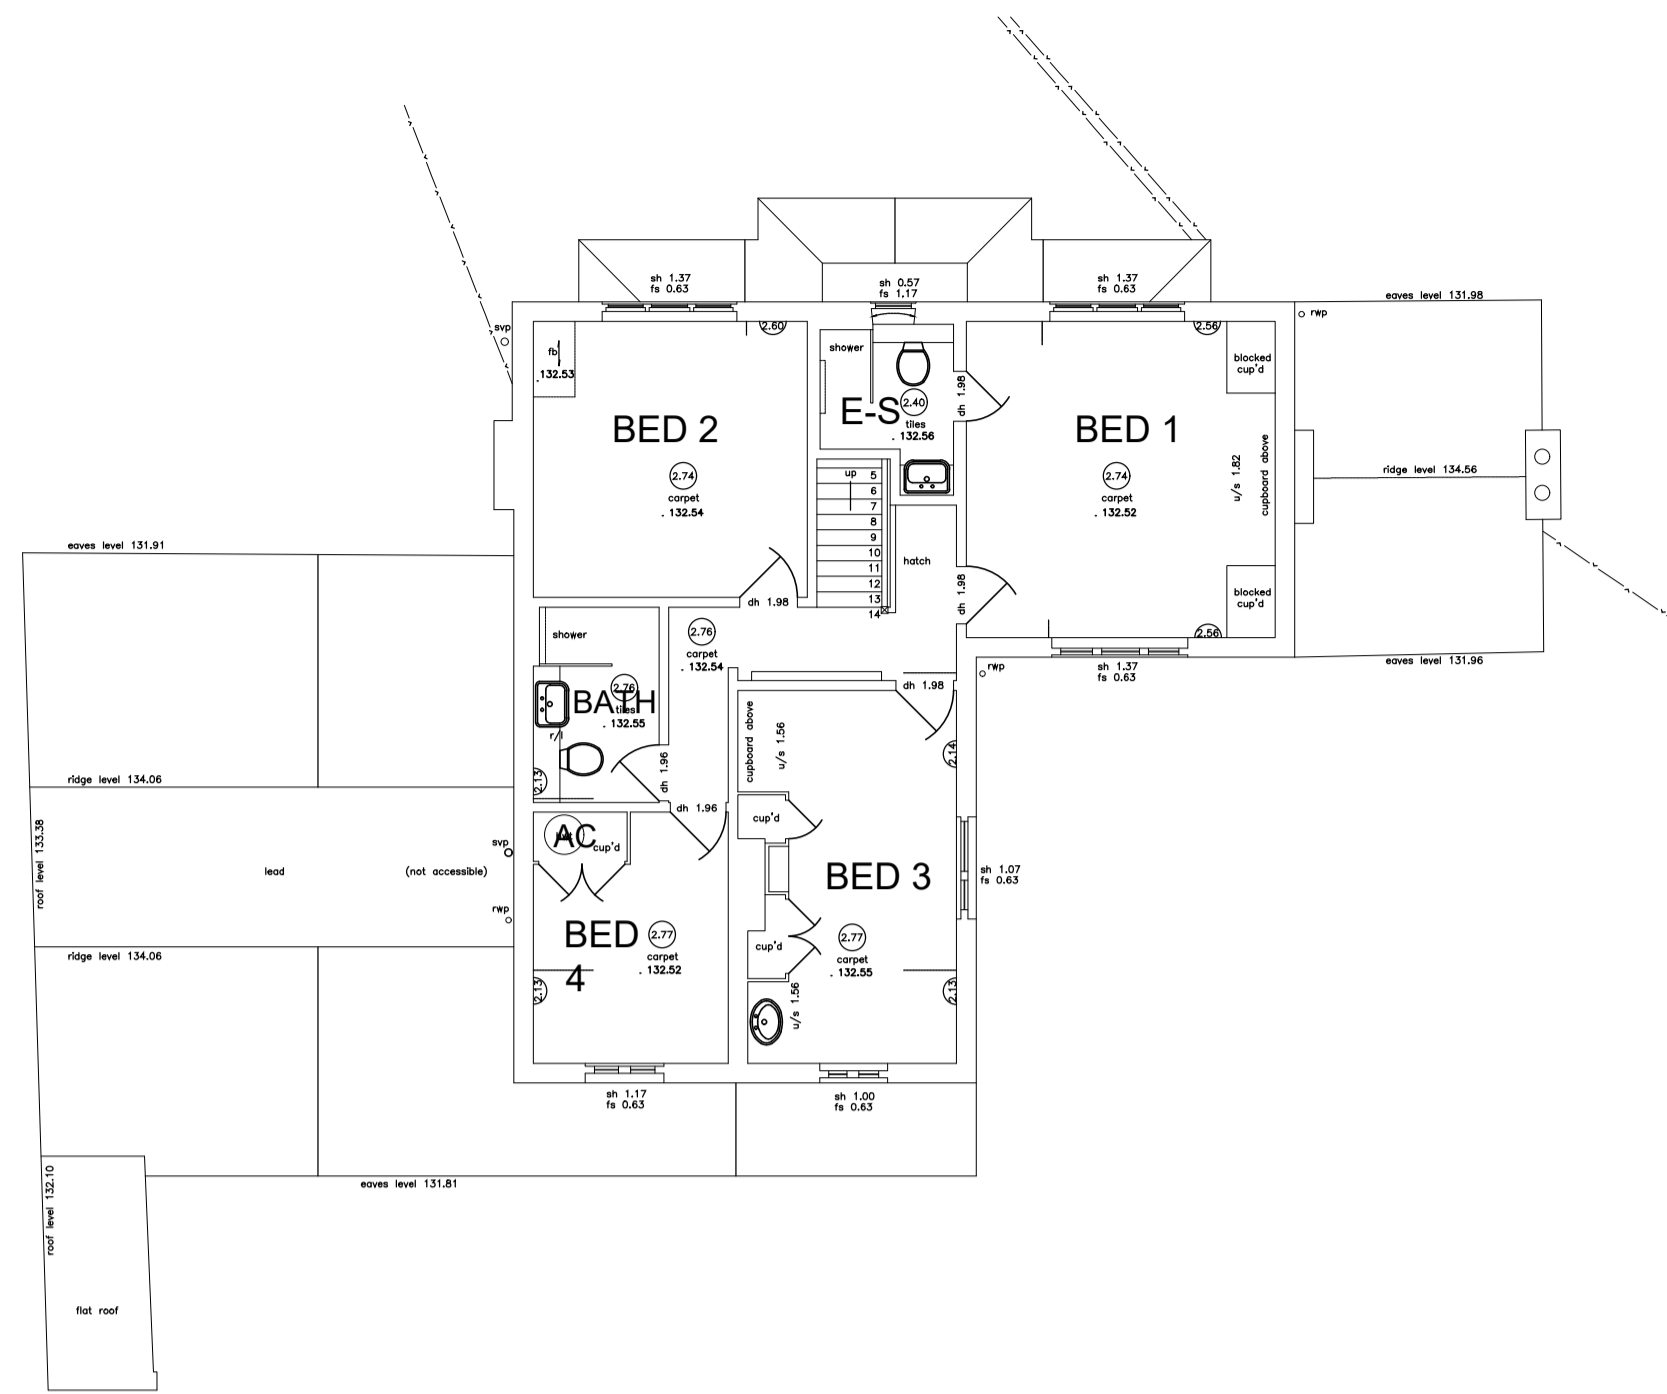 sh 1.37
fs 0.63
sh 0.57
fs 1.17
sh 1.37
fs 0.63
eaves level 131.98
rwp
svp
2.60
2.56
fb
132.53
shower
blocked
cup'd
dh 1.98
E-S
2.40
tiles
132.56
BED 2
BED 1
2.74
carpet
132.54
up
5
6
7
8
9
10
11
12
13
14
2.74
carpet
132.52
u/s 1.82
cupboard above
ridge level 134.56
eaves level 131.91
hatch
dh 1.98
dh 1.98
blocked
cup'd
2.56
shower
2.76
carpet
132.54
eaves level 131.96
sh 1.37
fs 0.63
rwp
dh 1.98
2.76
BATH
tiles
132.55
r/l
2.13
dh 1.96
dh 1.96
cupboard above
u/s 1.56
2.14
ridge level 134.06
roof level 133.38
lead
(not accessible)
svp
rwp
AC
cup'd
cup'd
BED 3
sh 1.07
fs 0.63
BED
4
2.77
carpet
132.52
2.13
cup'd
2.77
carpet
132.55
2.13
u/s 1.56
ridge level 134.06
sh 1.17
fs 0.63
sh 1.00
fs 0.63
eaves level 131.81
roof level 132.10
flat roof